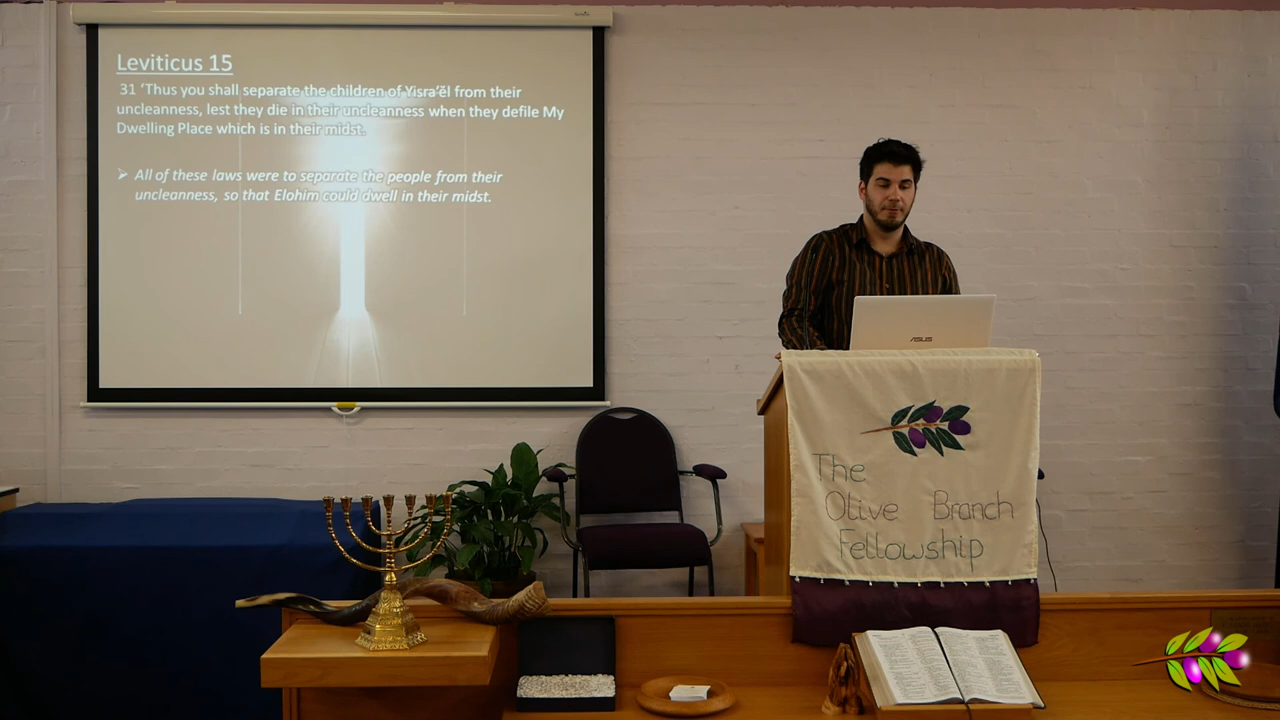 Leviticus 15
31 ‘Thus you shall separate the children of Yisra’ĕl from their
uncleanness, lest they die in their uncleanness when they defile My
Dwelling Place which is in their midst.
➢ All of these laws were to separate the people from their
uncleanness, so that Elohim could dwell in their midst.
ASUS
The
Olive Branch
Fellowship